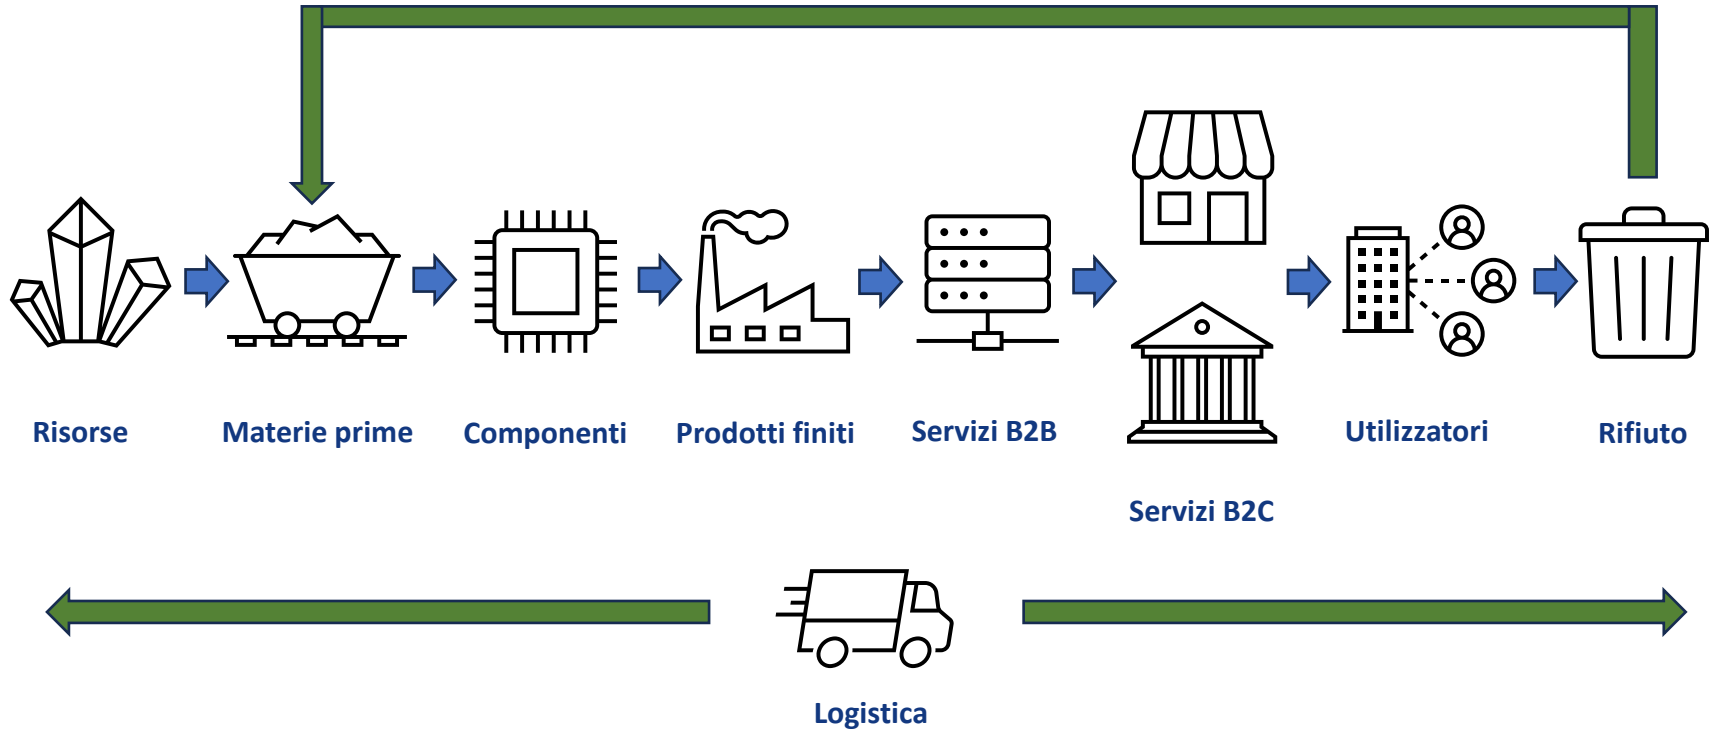 Risorse
Materie prime
Componenti
Prodotti finiti
Servizi B2B
Servizi B2C
Utilizzatori
Rifiuto
Logistica